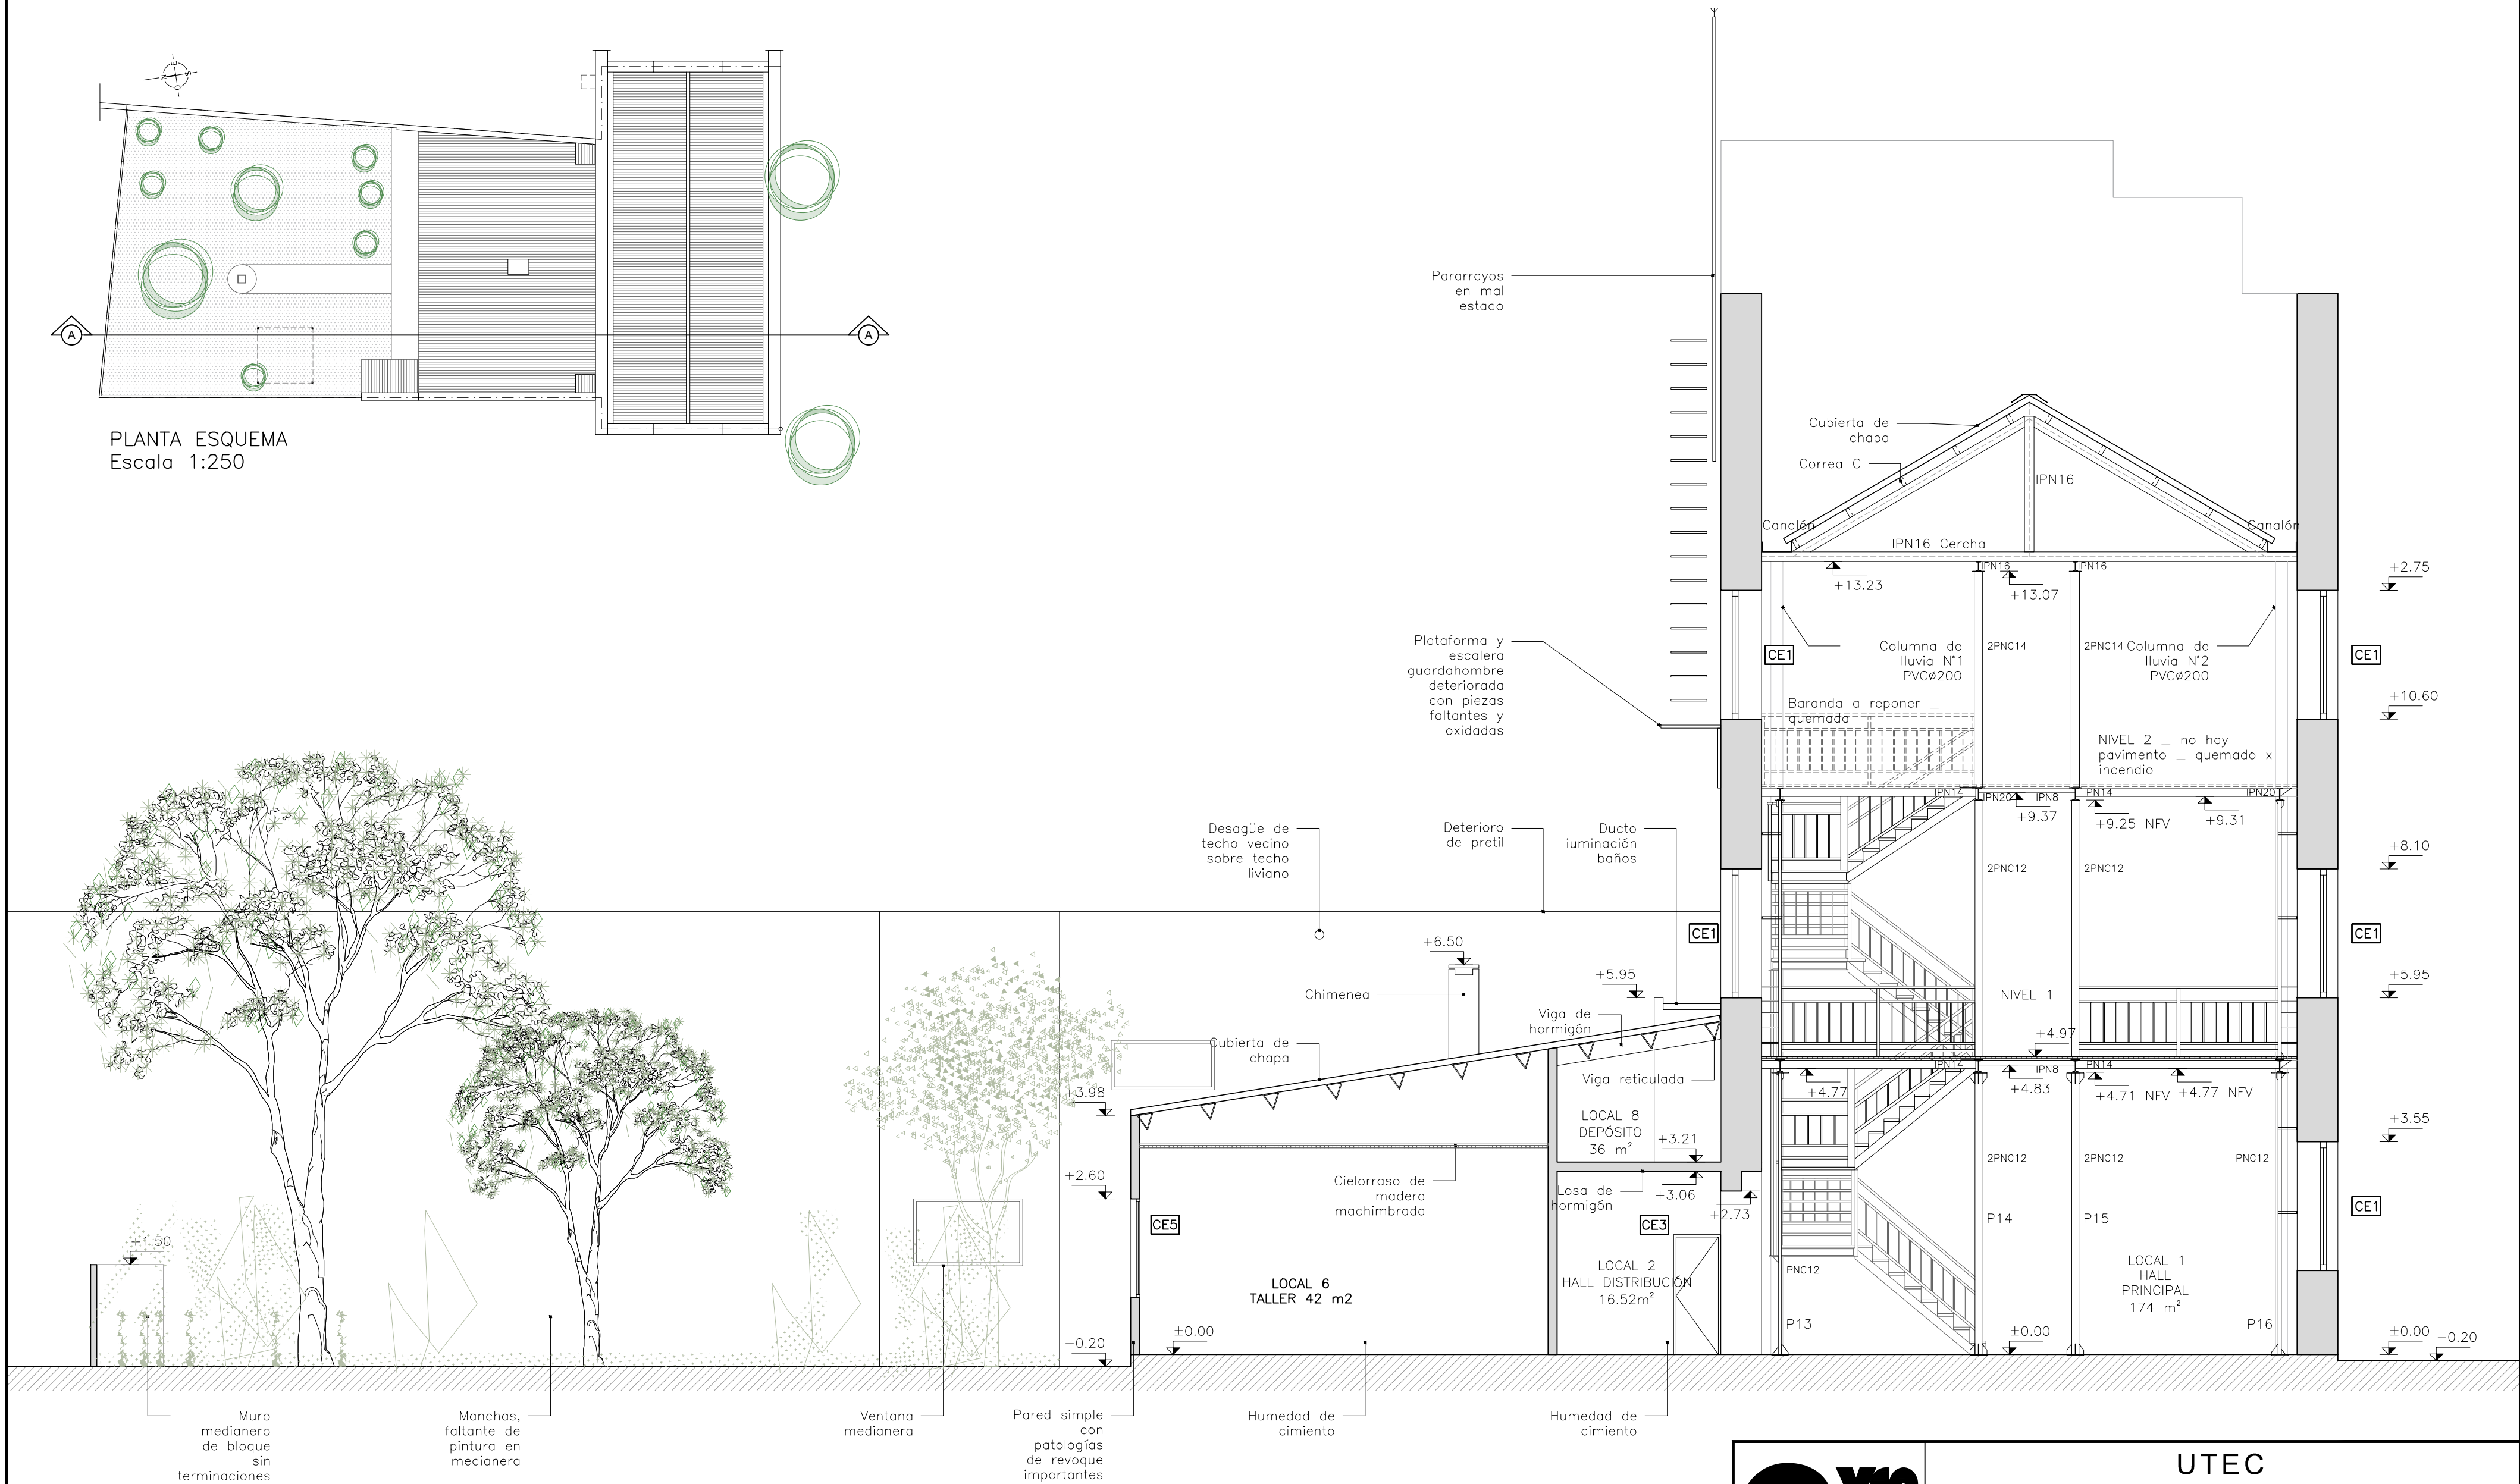 N
E
S
O
A
A
PLANTA ESQUEMA
Escala 1:250
Pararrayos
en mal
estado
Cubierta de
chapa
Correa C
IPN16
Canalón
Canalón
IPN16 Cercha
+13.23
IPN16
+13.07
IPN16
+2.75
Plataforma y
escalera
guardahombre
deteriorada
con piezas
faltantes y
oxidadas
CE1
Columna de
lluvia N°1
PVCø200
2PNC14
2PNC14
Columna de
lluvia N°2
PVCø200
CE1
Baranda a reponer _
quemada
+10.60
NIVEL 2 _ no hay
pavimento _ quemado x
incendio
IPN14
IPN20
IPN8
IPN14
IPN20
+9.37
+9.25 NFV
+9.31
Desagüe de
techo vecino
sobre techo
liviano
Deterioro
de pretil
Ducto
iuminación
baños
+8.10
2PNC12
2PNC12
CE1
CE1
+6.50
+5.95
+5.95
Chimenea
NIVEL 1
Viga de
hormigón
Cubierta de
chapa
+4.97
Viga reticulada
IPN14
IPN8
IPN14
+4.77
+4.83
+4.71 NFV
+4.77 NFV
+3.98
LOCAL 8
DEPÓSITO
36 m²
+3.55
+3.21
+2.60
Cielorraso de
madera
machimbrada
Losa de
hormigón
+3.06
+2.73
2PNC12
2PNC12
PNC12
CE5
CE3
P14
P15
CE1
+1.50
LOCAL 6
TALLER 42 m2
LOCAL 2
HALL DISTRIBUCIÓN
16.52m²
PNC12
LOCAL 1
HALL
PRINCIPAL
174 m²
P13
P16
-0.20
±0.00
±0.00
±0.00
-0.20
Muro
medianero
de bloque
sin
terminaciones
Manchas,
faltante de
pintura en
medianera
Ventana
medianera
Pared simple
con
patologías
de revoque
importantes
Humedad de
cimiento
Humedad de
cimiento
UTEC